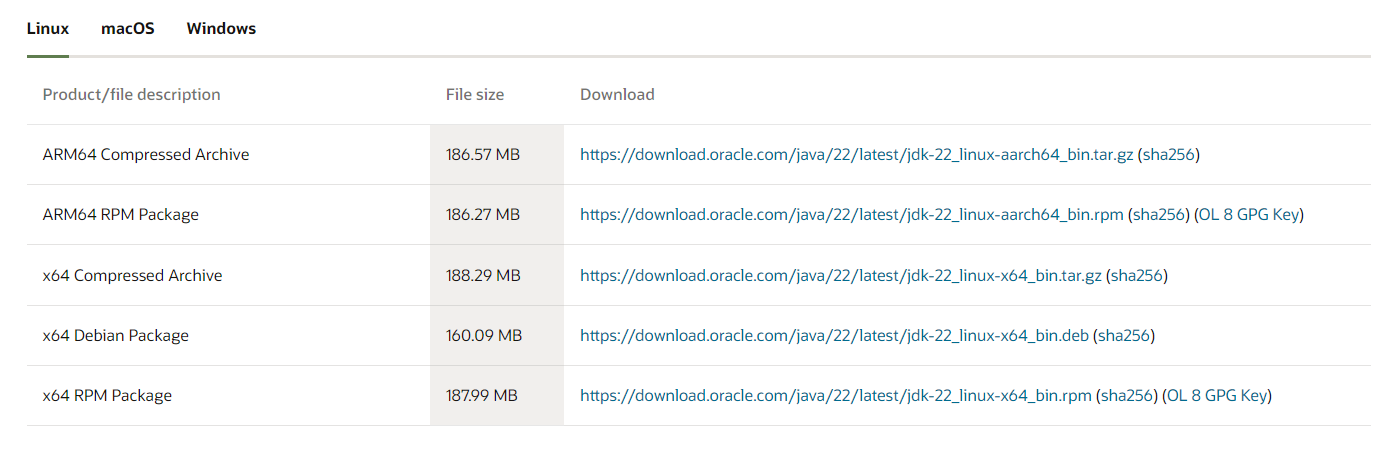 Linux macOS Windows
Product/file description File size Download
ARM64 Compressed Archive 186.57 MB https://download.oracle.com/java/22/latest/jdk-22_linux-aarch64_bin.tar.gz (sha256)
ARM64 RPM Package 186.27 MB https://download.oracle.com/java/22/latest/jdk-22_linux-aarch64_bin.rpm (sha256) (OL 8 GPG Key)
x64 Compressed Archive 188.29 MB https://download.oracle.com/java/22/latest/jdk-22_linux-x64_bin.tar.gz (sha256)
x64 Debian Package 160.09 MB https://download.oracle.com/java/22/latest/jdk-22_linux-x64_bin.deb (sha256)
x64 RPM Package 187.99 MB https://download.oracle.com/java/22/latest/jdk-22_linux-x64_bin.rpm (sha256) (OL 8 GPG Key)